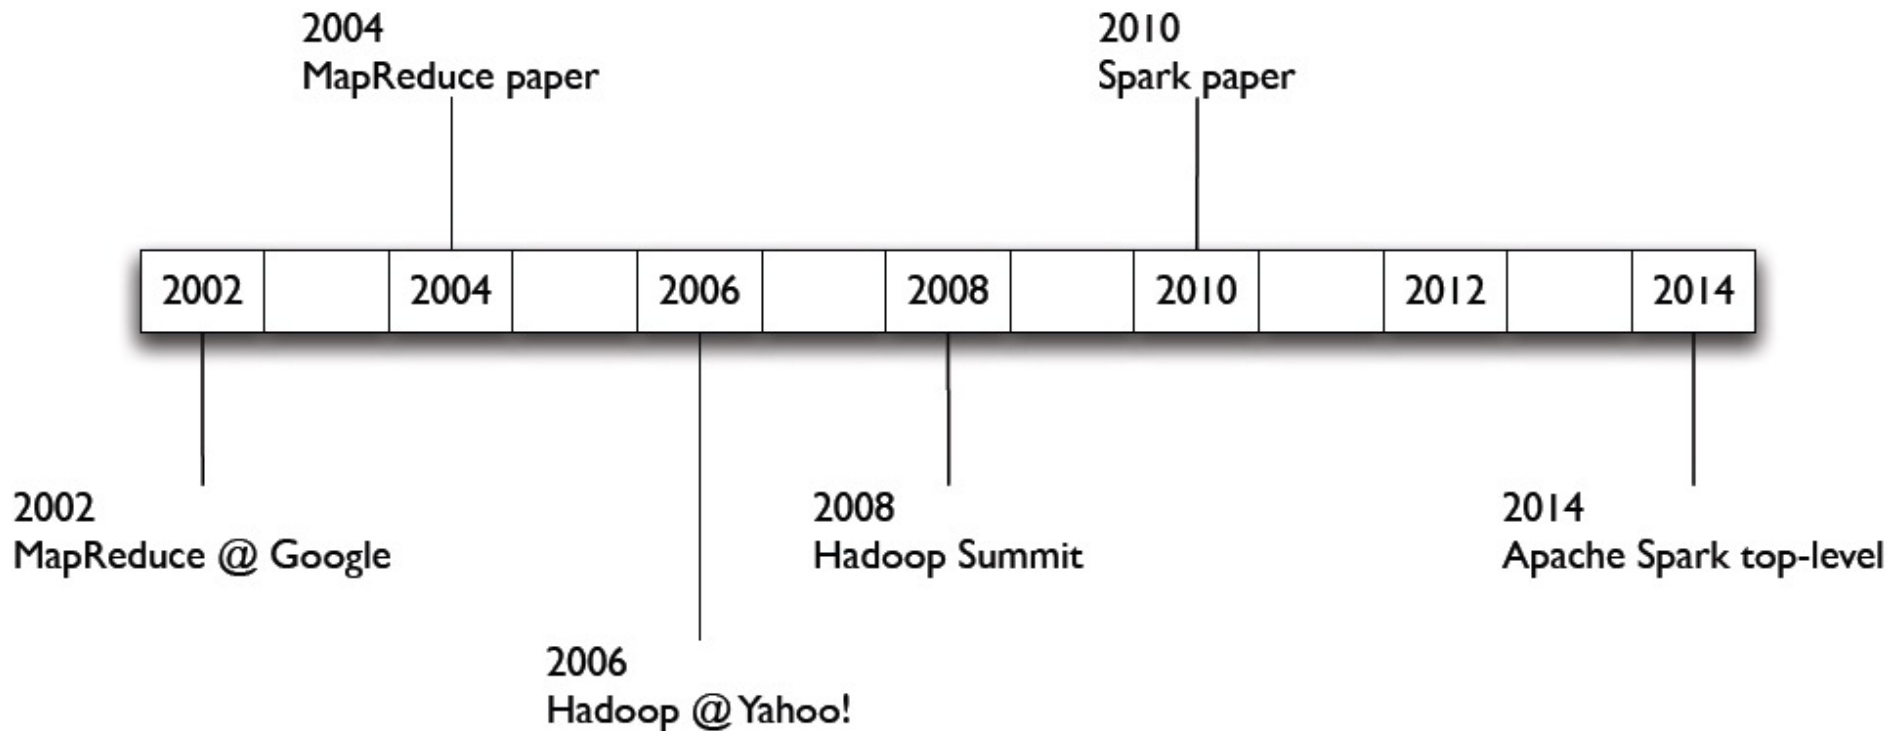 2004
MapReduce paper
2010
Spark paper
2002
2004
2006
2008
2010
2012
2014
2002
MapReduce @ Google
2008
Hadoop Summit
2014
Apache Spark top-level
2006
Hadoop @ Yahoo!